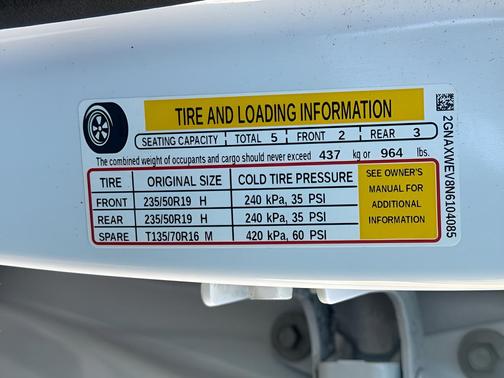 TIRE AND LOADING INFORMATION
SEATING CAPACITY | TOTAL 5 | FRONT 2 | REAR 3
The combined weight of occupants and cargo should never exceed 437 kg or 964 lbs.
TIRE ORIGINAL SIZE COLD TIRE PRESSURE
FRONT 235/50R19 H 240 kPa, 35 PSI
REAR 235/50R19 H 240 kPa, 35 PSI
SPARE T135/70R16 M 420 kPa, 60 PSI
SEE OWNER'S
MANUAL FOR
ADDITIONAL
INFORMATION
2GNAXWEV8N6104085